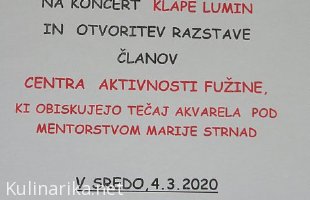 NA KONCERT KLAPE LUMIN
IN OTVORITEV RAZSTAVE
ČLANOV
CENTRA AKTIVNOSTI FUŽINE,
KI OBISKUJEJO TEČAJ AKVARELA POD
MENTORSTVOM MARIJE STRNAD
V SREDO,4.3.2020
Kulinarika.net